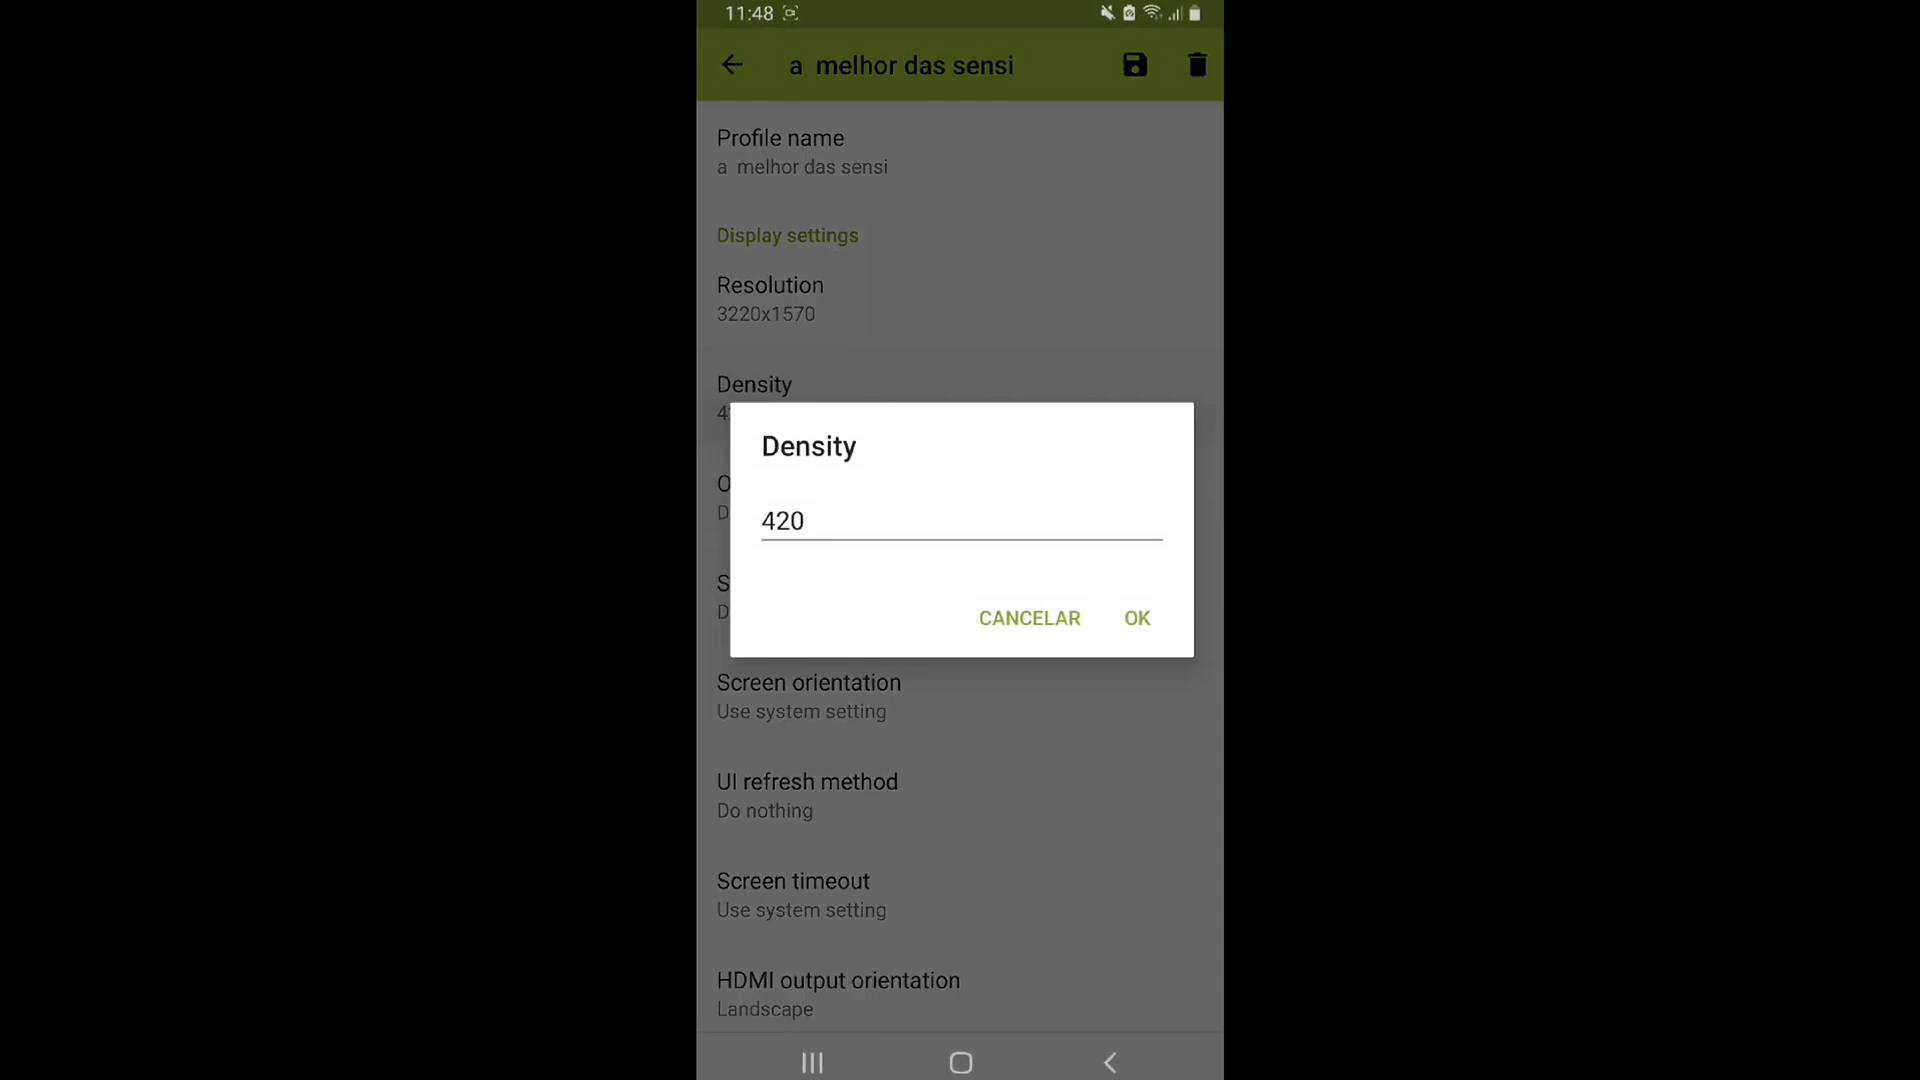 11:48
a  melhor das sensi
Profile name
a  melhor das sensi
Display settings
Resolution
3220x1570
Density
Density
420
CANCELAR OK
Screen orientation
Use system setting
UI refresh method
Do nothing
Screen timeout
Use system setting
HDMI output orientation
Landscape